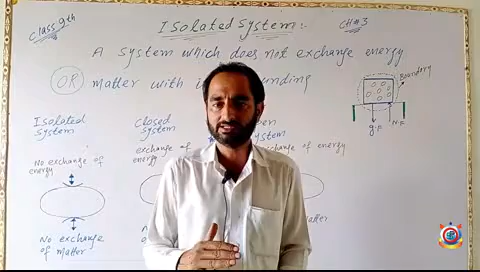 Class 9th
Isolated System:-
CH#3
A system which does not exchange energy
OR matter with
Boundary
Isolated
system
Closed
system
system
No exchange of
energy
exchange of
energy
exchange of energy
g.f
N.F
No exchange
of matter
matter